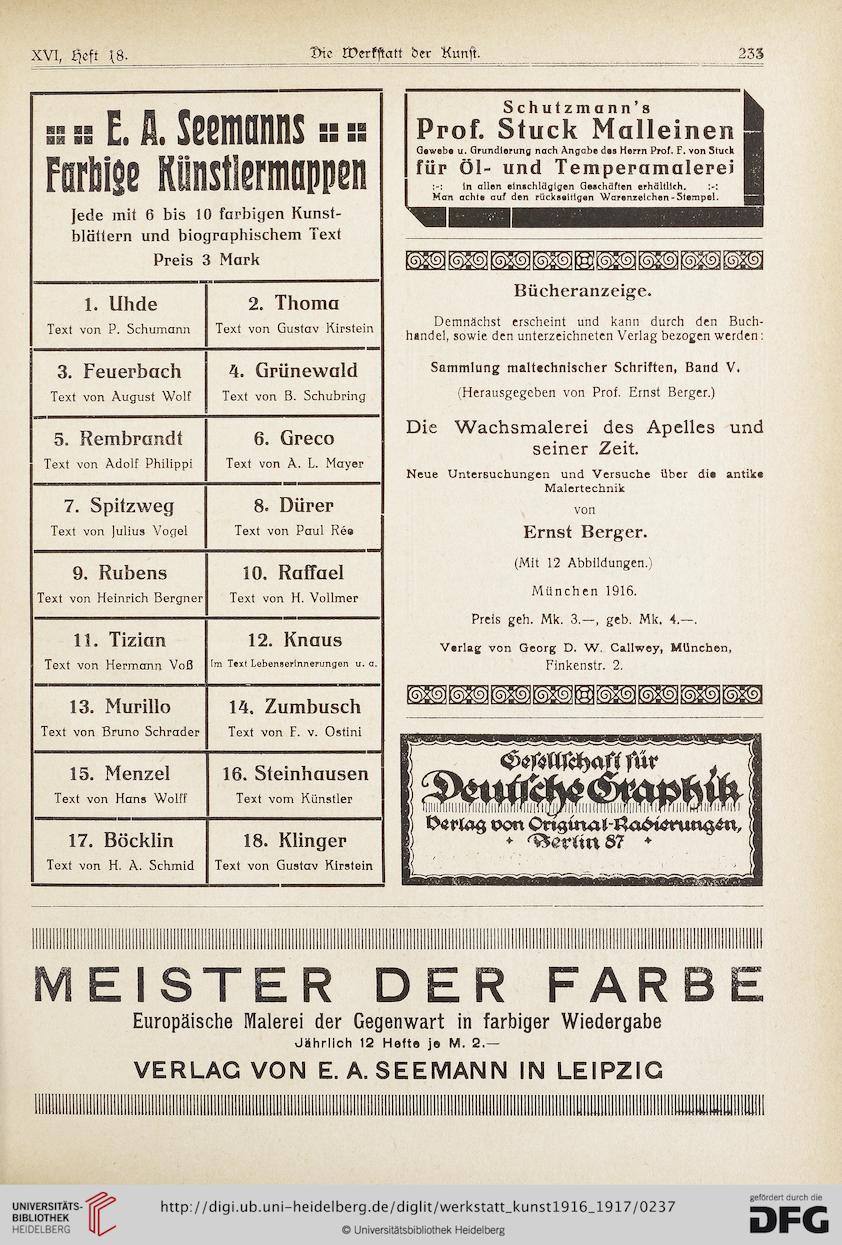 XVI, Heft 18.
Die Werkstatt der Kunst.
233
E. A. Seemanns
Farbige Künstlermappen
Jede mit 6 bis 10 farbigen Kunst-
blättern und biographischem Text
Preis 3 Mark
1. Uhde
Text von P. Schumann
2. Thoma
Text von Gustav Kirstein
3. Feuerbach
Text von August Wolf
4. Grünewald
Text von B. Schubring
5. Rembrandt
Text von Adolf Philippi
6. Greco
Text von A. L. Mayer
7. Spitzweg
Text von Julius Vogel
8. Dürer
Text von Paul Rée
9. Rubens
Text von Heinrich Bergner
10. Raffael
Text von H. Vollmer
11. Tizian
Text von Hermann Voß
12. Knaus
Im Text Lebenserinnerungen u. a.
13. Murillo
Text von Bruno Schrader
14. Zumbusch
Text von F. v. Ostini
15. Menzel
Text von Hans Wolff
16. Steinhausen
Text vom Künstler
17. Böcklin
Text von H. A. Schmid
18. Klinger
Text von Gustav Kirstein
Schutzmann's
Prof. Stuck Malleinen
Gewebe u. Grundierung nach Angabe des Herrn Prof. F. von Stuck
für Öl- und Temperamalerei
:-: in allen einschlägigen Geschäften erhältlich. :-:
Man achte auf den rückseitigen Warenzeichen-Stempel.
Bücheranzeige.
Demnächst erscheint und kann durch den Buch-
handel, sowie den unterzeichneten Verlag bezogen werden:
Sammlung maltechnischer Schriften, Band V.
(Herausgegeben von Prof. Ernst Berger.)
Die Wachsmalerei des Apelles und
seiner Zeit.
Neue Untersuchungen und Versuche über die antike
Malertechnik
von
Ernst Berger.
(Mit 12 Abbildungen.)
München 1916.
Preis geh. Mk. 3.—, geb. Mk. 4.—.
Verlag von Georg D. W. Callwey, München,
Finkenstr. 2.
Gesellschaft für
Deutsche Graphik
Verlag von Original-Radierungen,
Berlin 87
MEISTER DER FARBE
Europäische Malerei der Gegenwart in farbiger Wiedergabe
Jährlich 12 Hefte je M. 2.—
VERLAG VON E. A. SEEMANN IN LEIPZIG
UNIVERSITÄTS-
BIBLIOTHEK
HEIDELBERG
http://digi.ub.uni-heidelberg.de/diglit/werkstatt_kunst1916_1917/0237
© Universitätsbibliothek Heidelberg
gefördert durch die
DFG